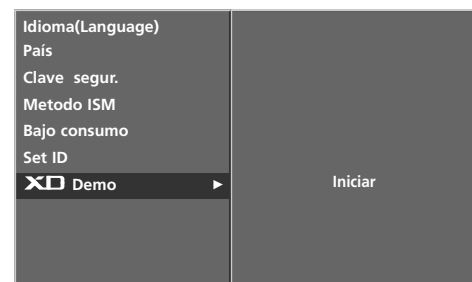 Idioma(Language)
País
Clave segur.
Metodo ISM
Bajo consumo
Set ID
XD Demo ►
Iniciar